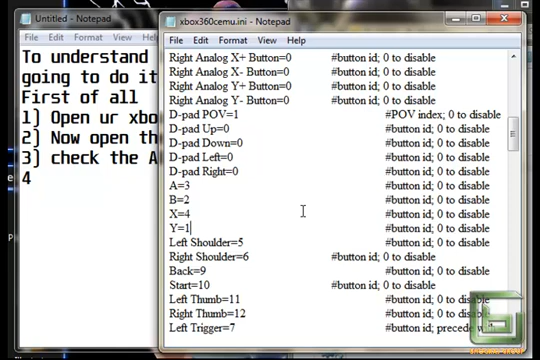 Untitled - Notepad
File Edit Format View Help
To understand
going to do it
First of all
1) Open ur xbo
2) Now open th
3) check the A
4
xbox360cemu.ini - Notepad
File Edit Format View Help
Right Analog X+ Button=0 #button id; 0 to disable
Right Analog X- Button=0 #button id; 0 to disable
Right Analog Y+ Button=0 #button id; 0 to disable
Right Analog Y- Button=0 #button id; 0 to disable
D-pad POV=1 #POV index; 0 to disable
D-pad Up=0 #button id; 0 to disable
D-pad Down=0 #button id; 0 to disable
D-pad Left=0 #button id; 0 to disable
D-pad Right=0 #button id; 0 to disable
A=3 #button id; 0 to disable
B=2 #button id; 0 to disable
X=4 #button id; 0 to disable
Y=1 #button id; 0 to disable
Left Shoulder=5 #button id; 0 to disable
Right Shoulder=6 #button id; 0 to disable
Back=9 #button id; 0 to disable
Start=10 #button id; 0 to disable
Left Thumb=11 #button id; 0 to disable
Right Thumb=12 #button id; 0 to disable
Left Trigger=7 #button id; precede